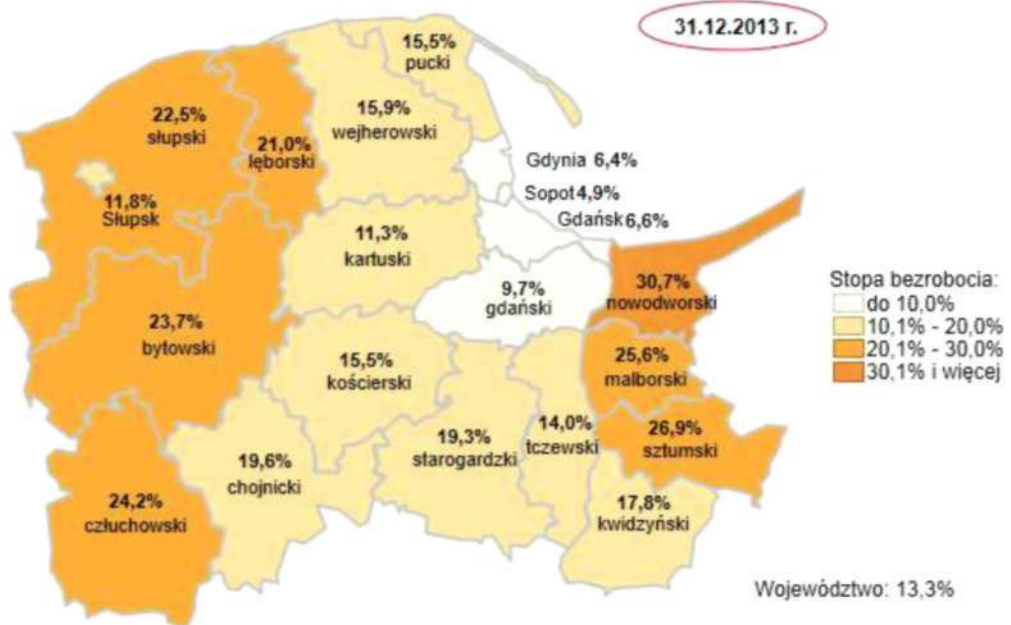 31.12.2013 r.
15,5%
pucki
22,5%
słupski
21,0%
lęborski
15,9%
wejherowski
Gdynia 6,4%
Sopot 4,9%
Gdańsk 6,6%
11,8%
Słupsk
11,3%
kartuski
9,7%
gdański
30,7%
nowodworski
Stopa bezrobocia:
do 10,0%
10,1% - 20,0%
20,1% - 30,0%
30,1% i więcej
23,7%
bytowski
15,5%
kościerski
25,6%
malborski
19,6%
chojnicki
19,3%
starogardzki
14,0%
tczewski
26,9%
sztumski
24,2%
człuchowski
17,8%
kwidzyński
Województwo: 13,3%